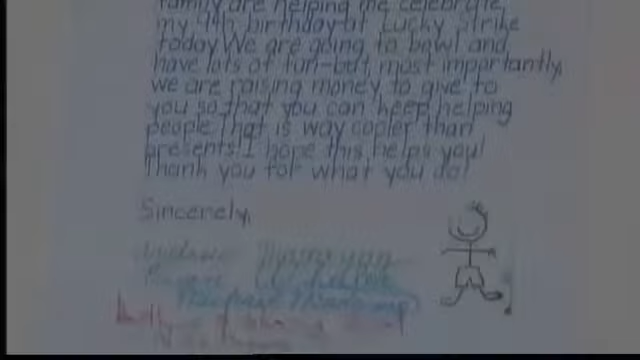 family are helping me celebrate
my 9th birthday at Lucky Strike
today. We are going to bowl and
have lots of fun-but, most importantly,
we are raising money to give to
you so that you can keep helping
people. That is way cooler than
presents! I hope this helps you!
Thank you for what you do!
Sincerely,